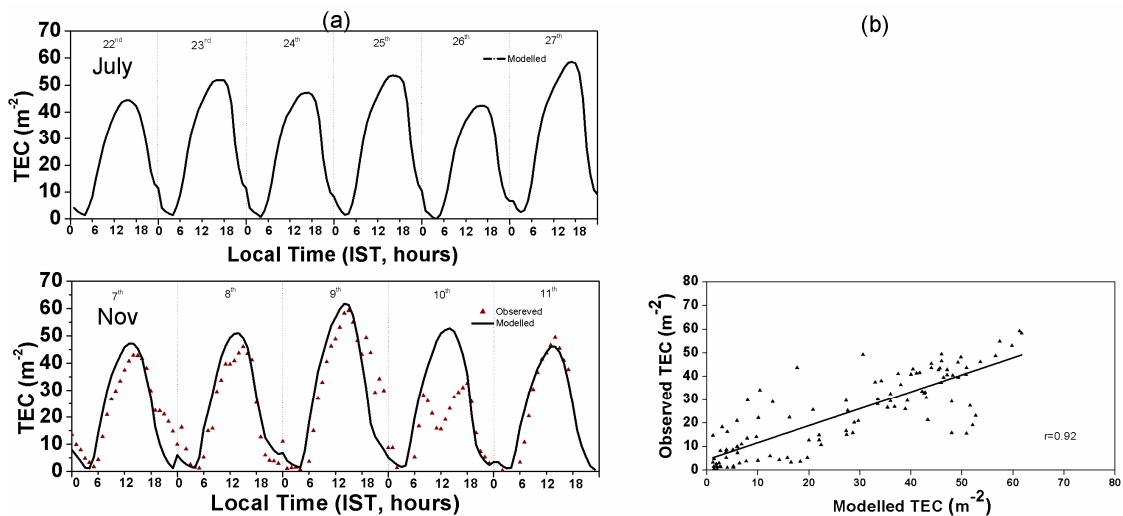 (a)
(b)
70
60
50
40
30
20
10
0
TEC (m-2)
22nd 23rd 24th 25th 26th 27th
July
Modelled
0 6 12 18 0 6 12 18 0 6 12 18 0 6 12 18 0 6 12 18 0 6 12 18
Local Time (IST, hours)
70
60
50
40
30
20
10
0
TEC (m-2)
7th 8th 9th 10th 11th
Nov
Obsereved
Modelled
0 6 12 18 0 6 12 18 0 6 12 18 0 6 12 18 0 6 12 18
Local Time (IST, hours)
80
70
60
50
40
30
20
10
0
Observed TEC (m-2)
r=0.92
0 10 20 30 40 50 60 70 80
Modelled TEC (m-2)